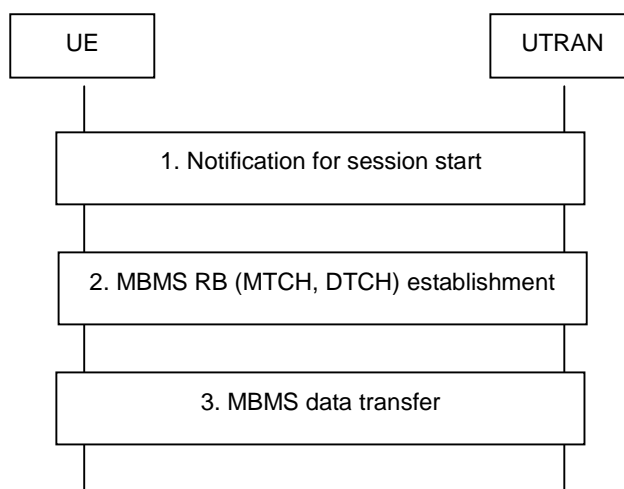 UE
UTRAN
1. Notification for session start
2. MBMS RB (MTCH, DTCH) establishment
3. MBMS data transfer